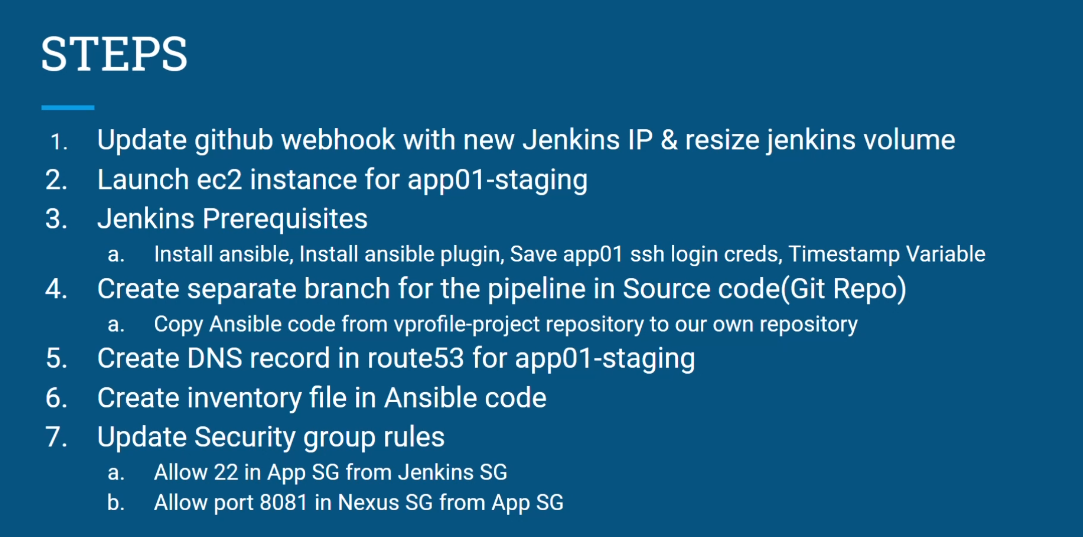 STEPS
1. Update github webhook with new Jenkins IP & resize jenkins volume
2. Launch ec2 instance for app01-staging
3. Jenkins Prerequisites
a. Install ansible, Install ansible plugin, Save app01 ssh login creds, Timestamp Variable
4. Create separate branch for the pipeline in Source code(Git Repo)
a. Copy Ansible code from vprofile-project repository to our own repository
5. Create DNS record in route53 for app01-staging
6. Create inventory file in Ansible code
7. Update Security group rules
a. Allow 22 in App SG from Jenkins SG
b. Allow port 8081 in Nexus SG from App SG